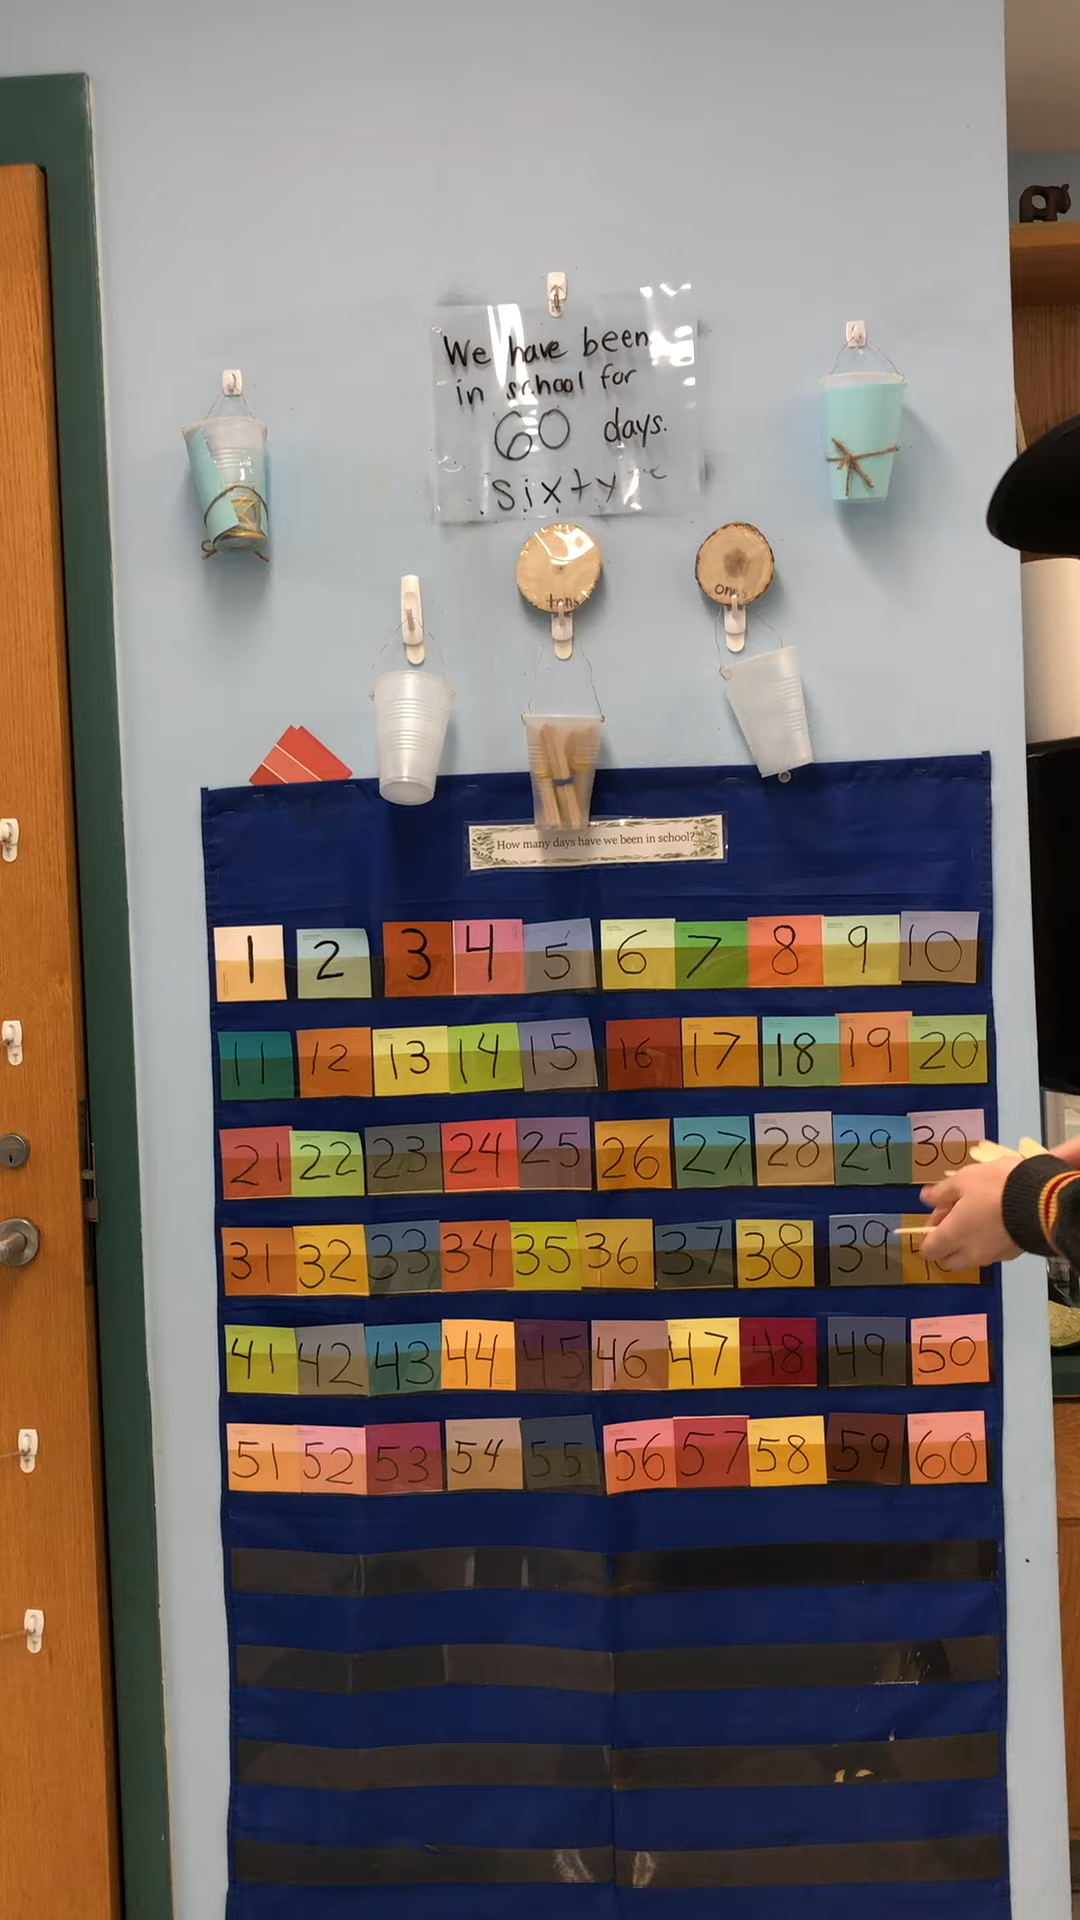 We have been
in school for
60 days.
sixty
tens
ones
How many days have we been in school?
1 2 3 4 5 6 7 8 9 10
11 12 13 14 15 16 17 18 19 20
21 22 23 24 25 26 27 28 29 30
31 32 33 34 35 36 37 38 39 40
41 42 43 44 45 46 47 48 49 50
51 52 53 54 55 56 57 58 59 60